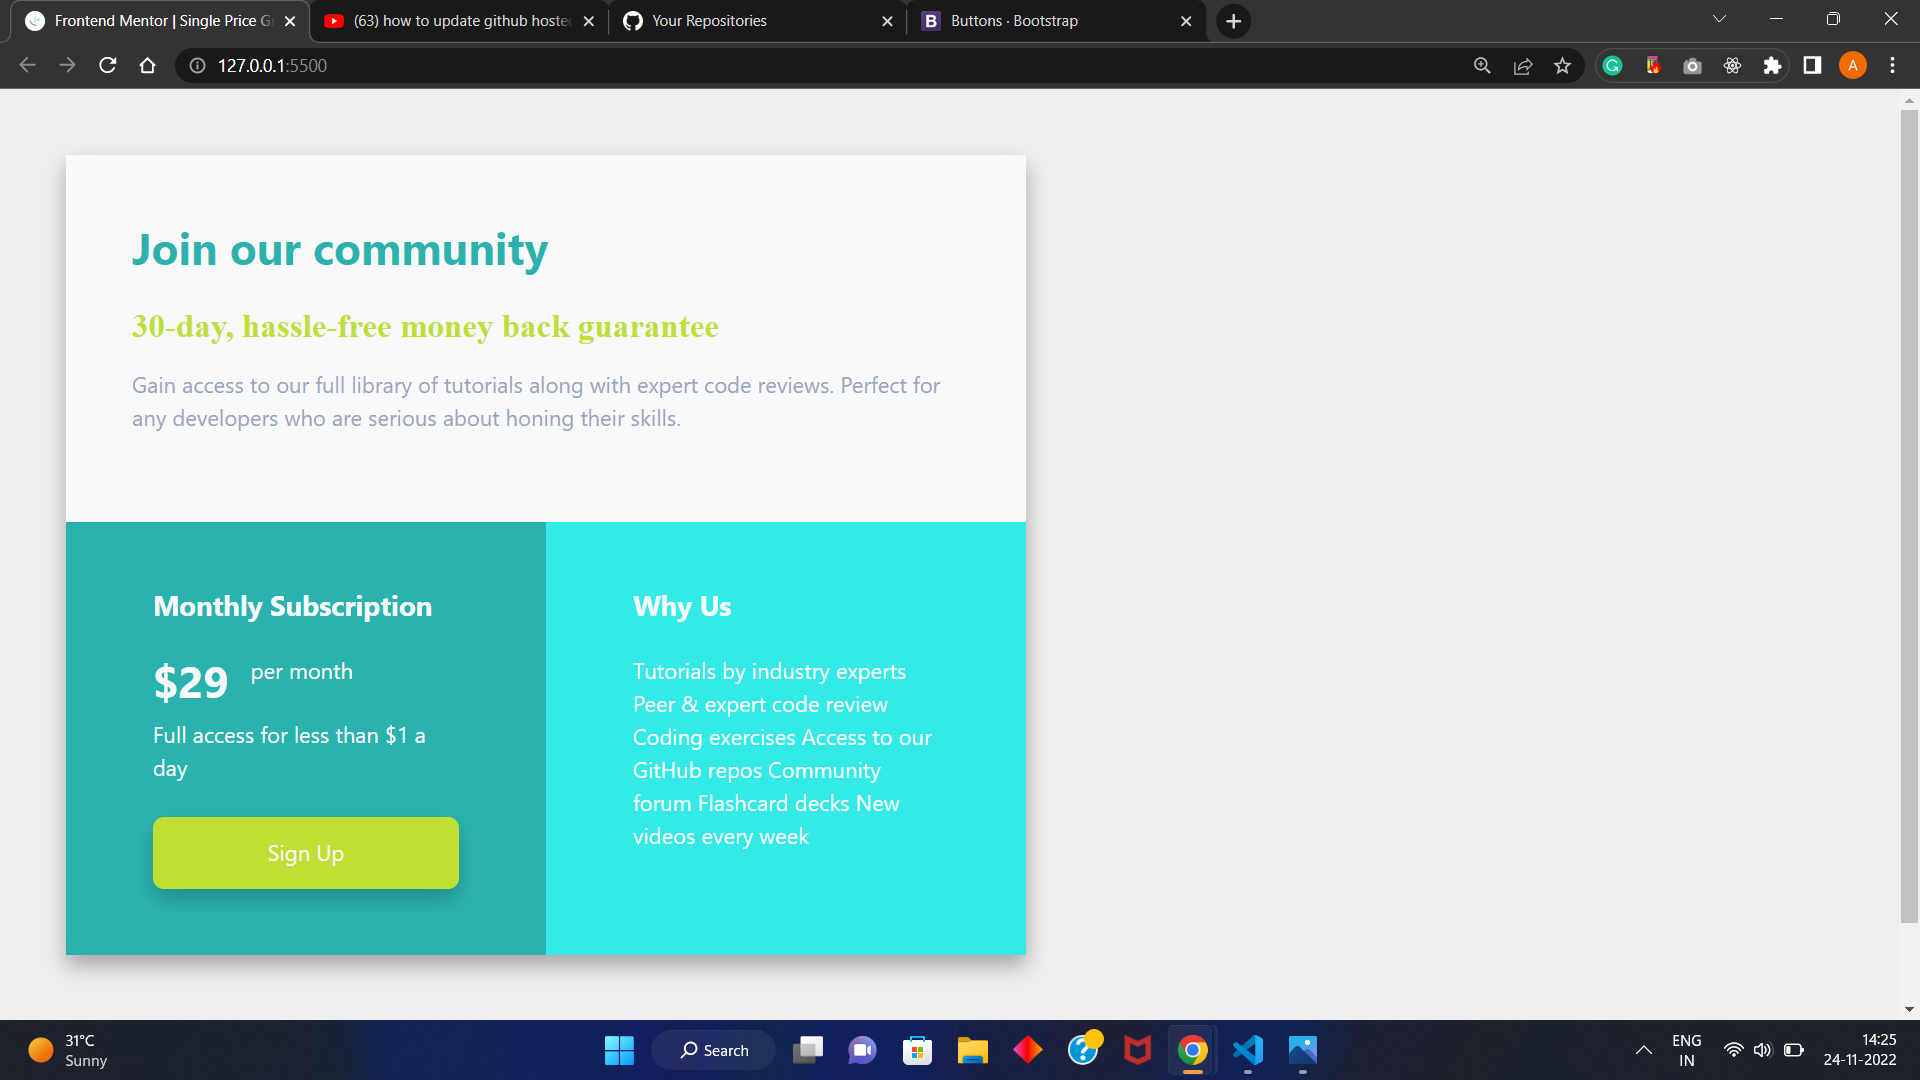 Frontend Mentor | Single Price Gr
(63) how to update github hosted
Your Repositories
B Buttons · Bootstrap
127.0.0.1:5500
A
Join our community
30-day, hassle-free money back guarantee
Gain access to our full library of tutorials along with expert code reviews. Perfect for
any developers who are serious about honing their skills.
Monthly Subscription
$29 per month
Full access for less than $1 a
day
Sign Up
Why Us
Tutorials by industry experts
Peer & expert code review
Coding exercises Access to our
GitHub repos Community
forum Flashcard decks New
videos every week
31°C
Sunny
Search
ENG
IN
14:25
24-11-2022